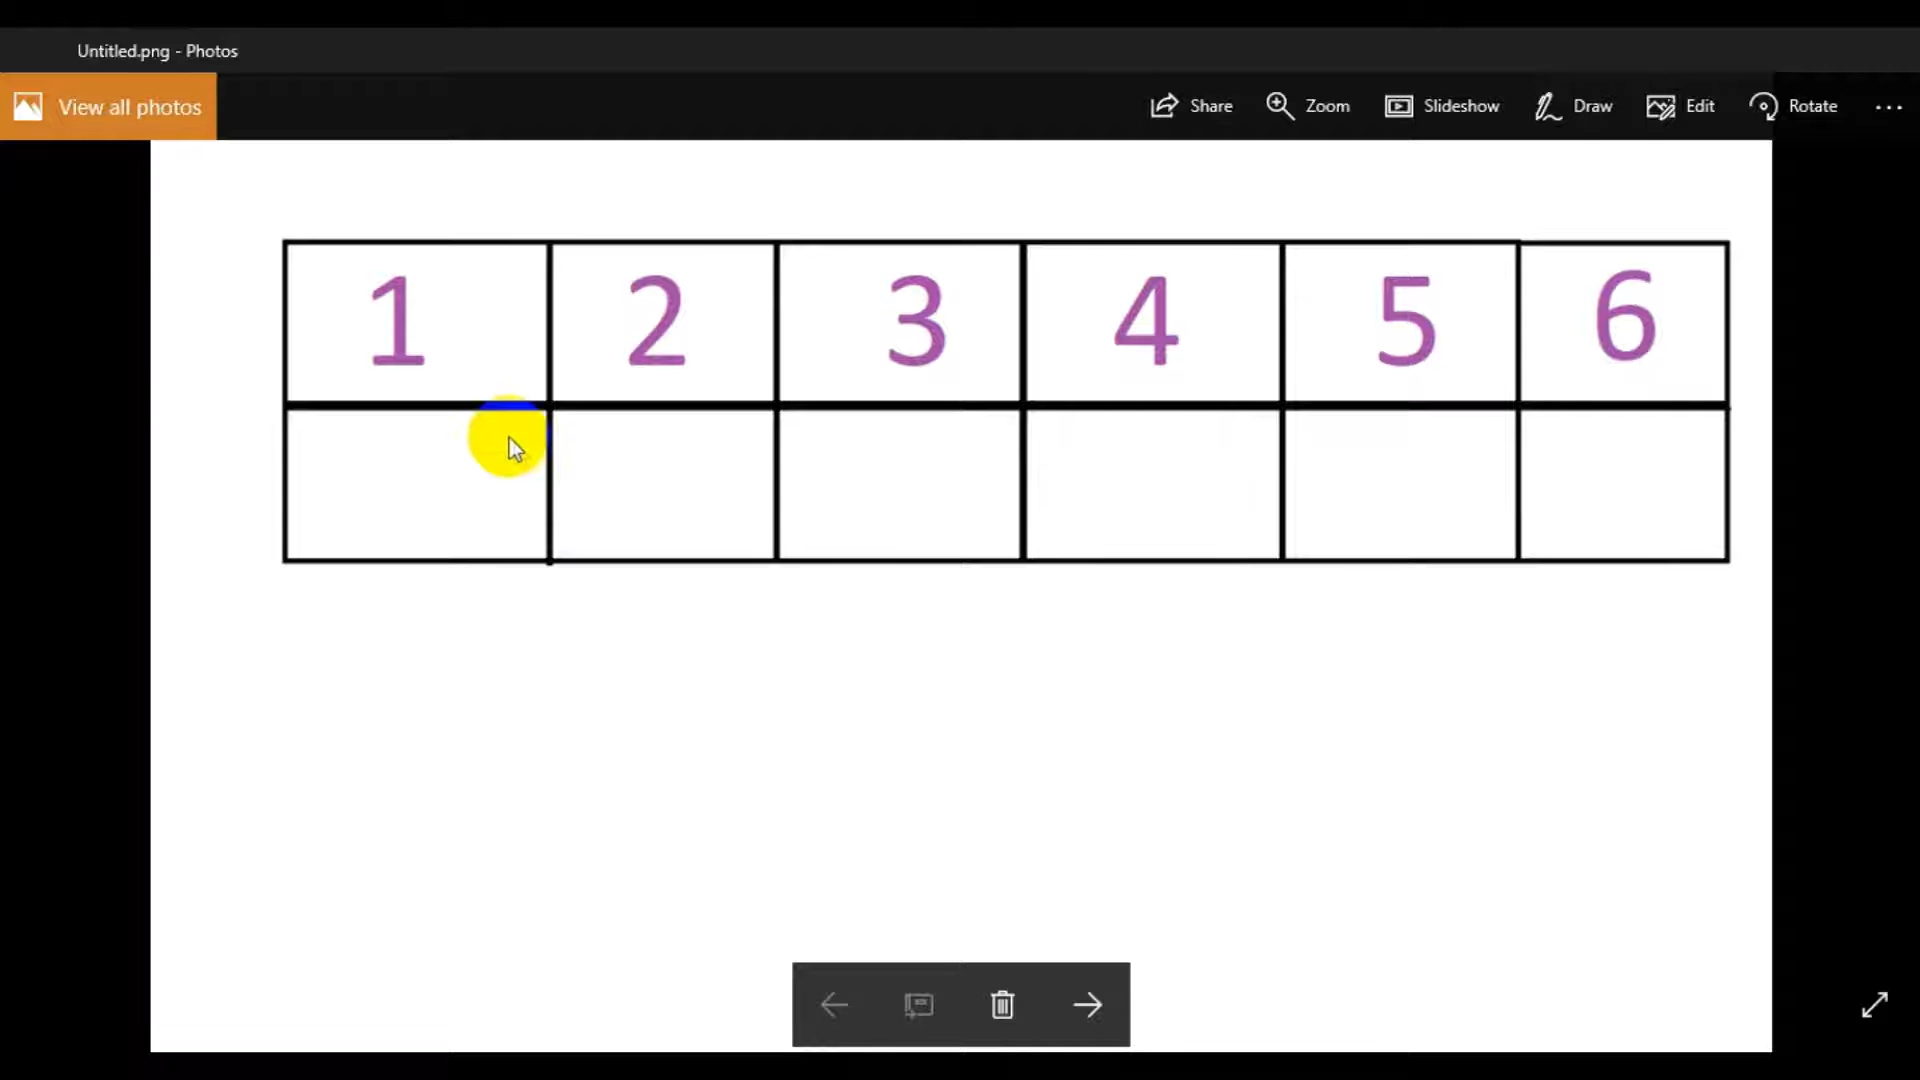 Untitled.png - Photos
View all photos
Share Zoom Slideshow Draw Edit Rotate ...
1 2 3 4 5 6